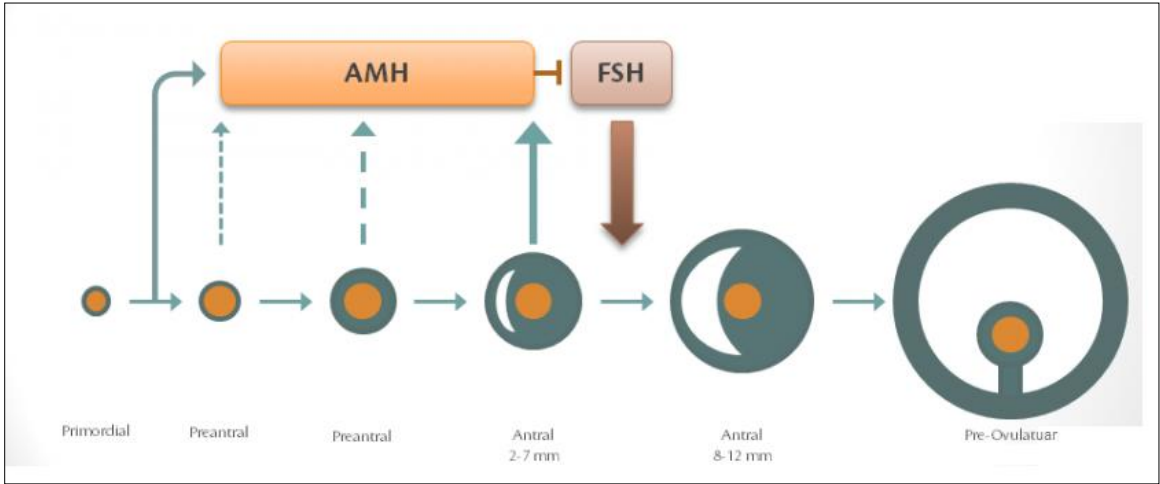 AMH
FSH
Primordial
Preantral
Preantral
Antral
2-7 mm
Antral
8-12 mm
Pre-Ovulatuar